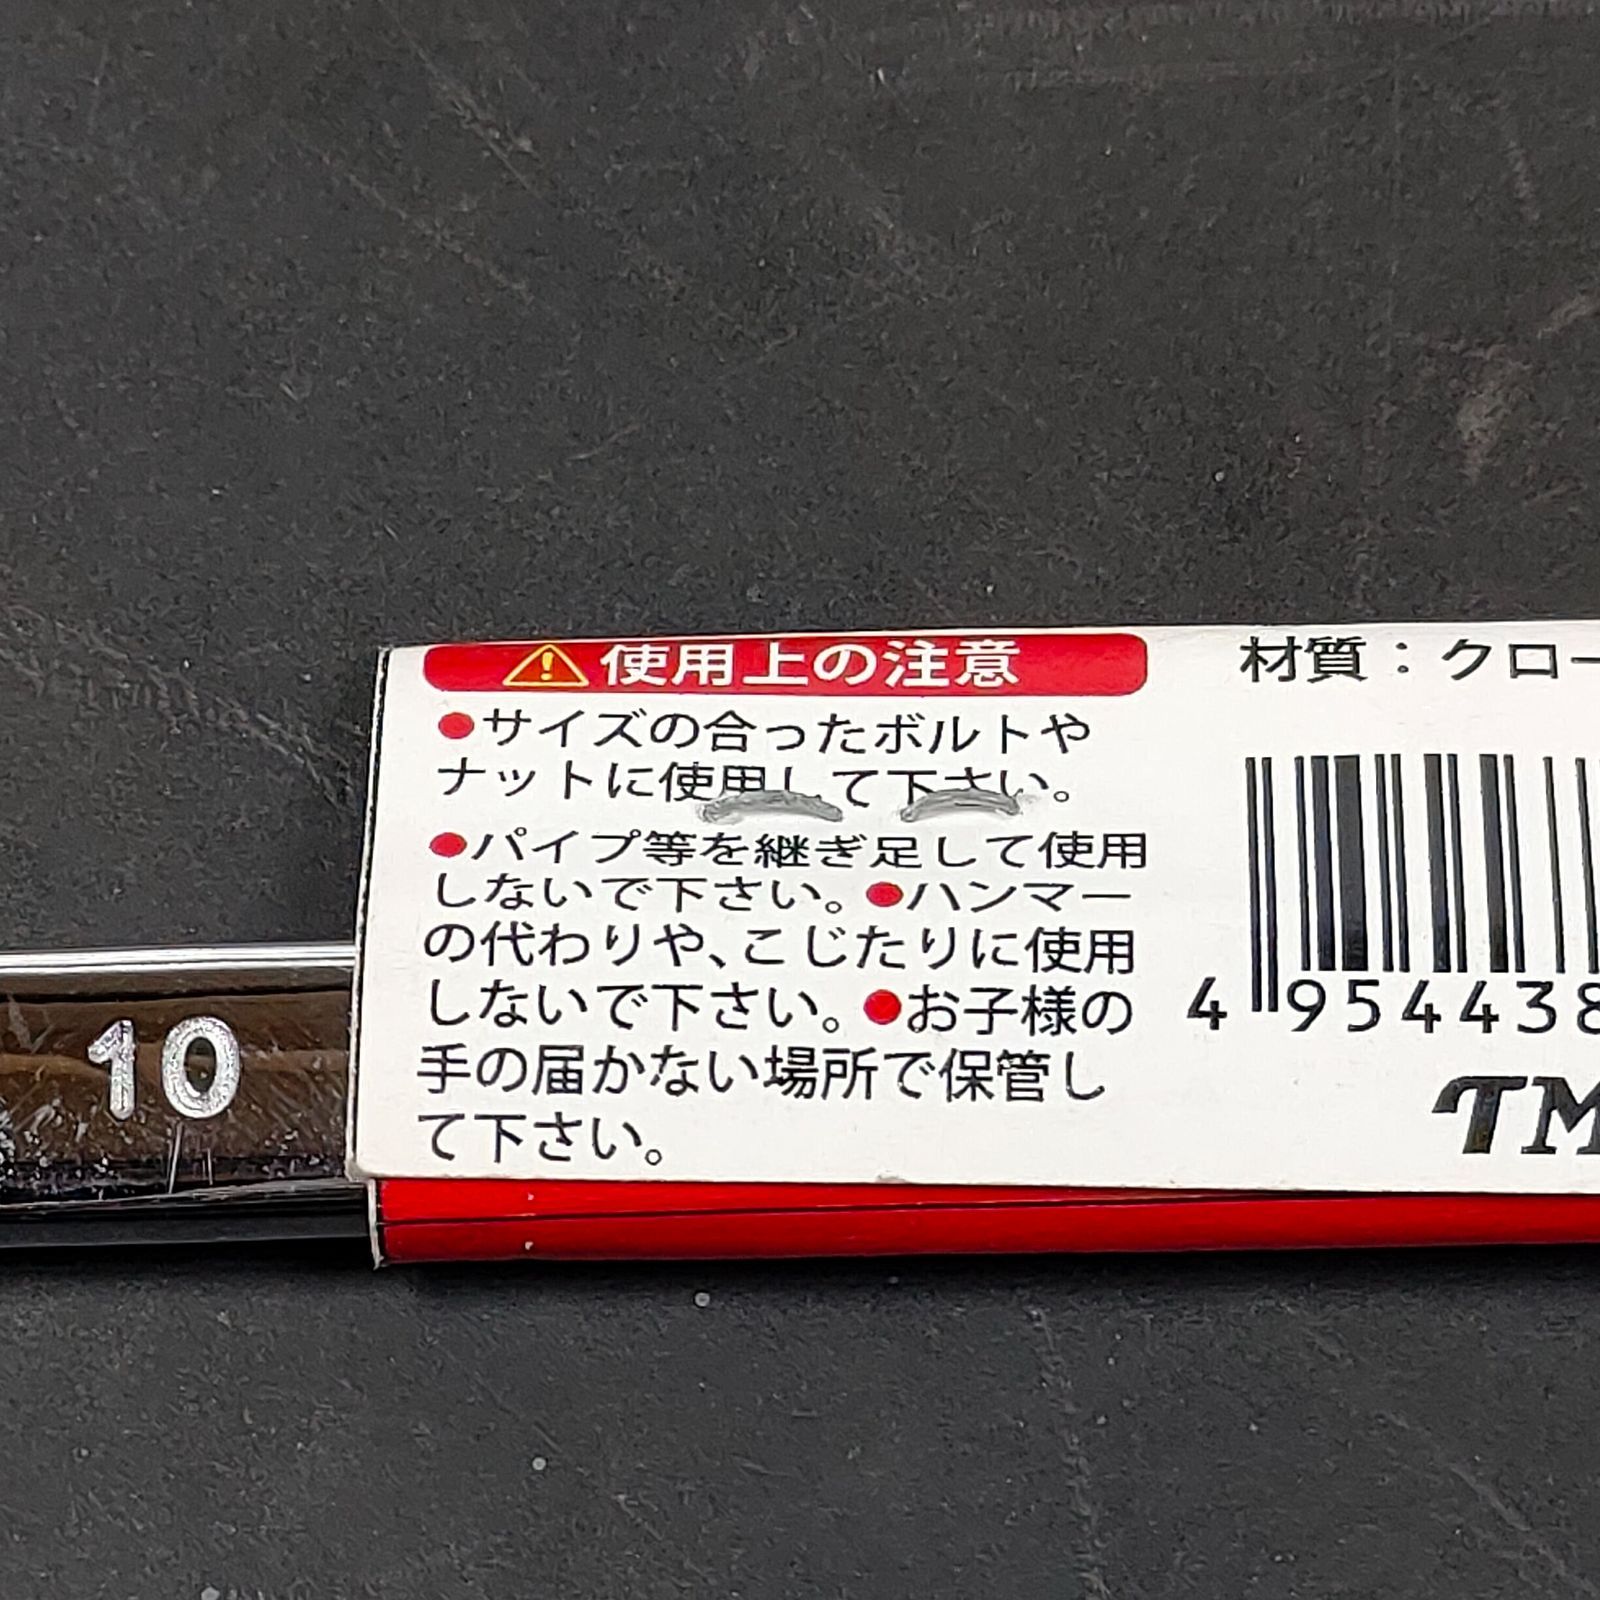 使用上の注意
●サイズの合ったボルトや
ナットに使用して下さい。
●パイプ等を継ぎ足して使用
しないで下さい。●ハンマー
の代わりや、こじたりに使用
しないで下さい。●お子様の
手の届かない場所で保管し
て下さい。
材質：クロー
4 954438
TM
10